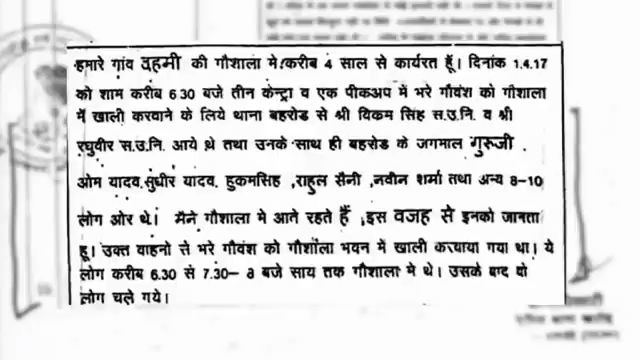 हमारे गांव दहमी की गौशाला मे करीब 4 साल से कार्यरत हूँ। दिनांक 1.4.17
को शाम करीब 6.30 बजे तीन केन्ट्रा व एक पीकअप में भरे गौवंश को गौशाला
में खाली करवाने के लिये थाना बहरोड से श्री विकम सिंह स.उ.नि. व श्री
रघुवीर स.उ.नि. आये थे तथा उनके साथ ही बहरोड के जगमाल गुरूजी,
ओम यादव, सुधीर यादव, हुकमसिह ,राहुल सैनी ,नवीन शर्मा तथा अन्य 8-10
लोग ओर थे। मैने गौशाला मे आते रहते हैं ,इस वजह से इनको जानता
हू। उक्त वाहनो से भरे गौवंश को गौशाला भवन में खाली करवाया गया था। ये
लोग करीब 6.30 से 7.30- 8 बजे साय तक गौशाला मे थे। उसके बाद वो
लोग चले गये।